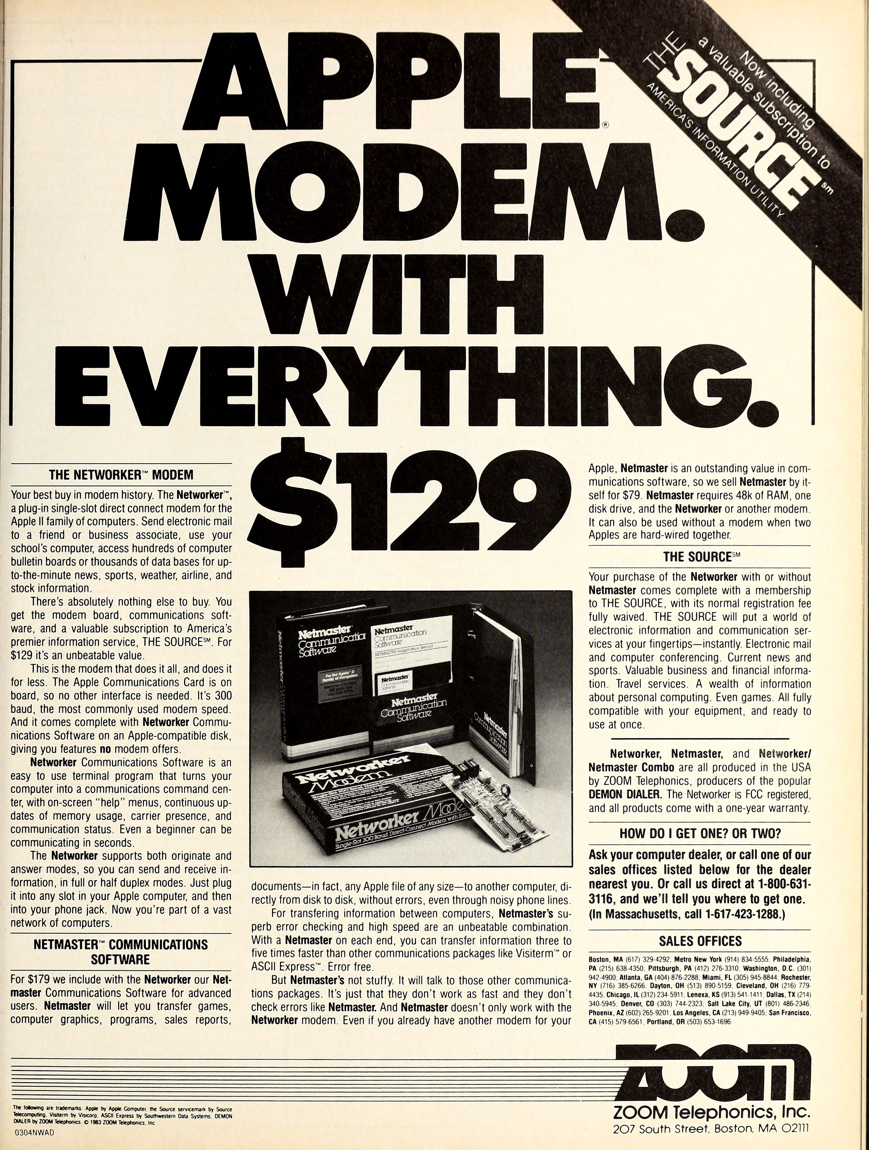 APPLE®
MODEM.
WITH
EVERYTHING.
$129
Now including
a valuable subscription to
THE
SOURCE℠
AMERICA'S INFORMATION UTILITY
THE NETWORKER™ MODEM
Your best buy in modem history. The Networker™,
a plug-in single-slot direct connect modem for the
Apple II family of computers. Send electronic mail
to a friend or business associate, use your
school's computer, access hundreds of computer
bulletin boards or thousands of data bases for up-
to-the-minute news, sports, weather, airline, and
stock information.
There's absolutely nothing else to buy. You
get the modem board, communications soft-
ware, and a valuable subscription to America's
premier information service, THE SOURCE℠. For
$129 it's an unbeatable value.
This is the modem that does it all, and does it
for less. The Apple Communications Card is on
board, so no other interface is needed. It's 300
baud, the most commonly used modem speed.
And it comes complete with Networker Commu-
nications Software on an Apple-compatible disk,
giving you features no modem offers.
Networker Communications Software is an
easy to use terminal program that turns your
computer into a communications command cen-
ter, with on-screen "help" menus, continuous up-
dates of memory usage, carrier presence, and
communication status. Even a beginner can be
communicating in seconds.
The Networker supports both originate and
answer modes, so you can send and receive in-
formation, in full or half duplex modes. Just plug
it into any slot in your Apple computer, and then
into your phone jack. Now you're part of a vast
network of computers.
NETMASTER™ COMMUNICATIONS
SOFTWARE
For $179 we include with the Networker our Net-
master Communications Software for advanced
users. Netmaster will let you transfer games,
computer graphics, programs, sales reports,
Netmaster
Communication
Software
Netmaster
Communication
Software
Netmaster
Communication
Software
Networker
Modem
Networker Modem
documents—in fact, any Apple file of any size—to another computer, di-
rectly from disk to disk, without errors, even through noisy phone lines.
For transfering information between computers, Netmaster's su-
perb error checking and high speed are an unbeatable combination.
With a Netmaster on each end, you can transfer information three to
five times faster than other communications packages like Visiterm™ or
ASCII Express™. Error free.
But Netmaster's not stuffy. It will talk to those other communica-
tions packages. It's just that they don't work as fast and they don't
check errors like Netmaster. And Netmaster doesn't only work with the
Networker modem. Even if you already have another modem for your
Apple, Netmaster is an outstanding value in com-
munications software, so we sell Netmaster by it-
self for $79. Netmaster requires 48k of RAM, one
disk drive, and the Networker or another modem.
It can also be used without a modem when two
Apples are hard-wired together.
THE SOURCE℠
Your purchase of the Networker with or without
Netmaster comes complete with a membership
to THE SOURCE, with its normal registration fee
fully waived. THE SOURCE will put a world of
electronic information and communication ser-
vices at your fingertips—instantly. Electronic mail
and computer conferencing. Current news and
sports. Valuable business and financial informa-
tion. Travel services. A wealth of information
about personal computing. Even games. All fully
compatible with your equipment, and ready to
use at once.
Networker, Netmaster, and Networker/
Netmaster Combo are all produced in the USA
by ZOOM Telephonics, producers of the popular
DEMON DIALER. The Networker is FCC registered,
and all products come with a one-year warranty.
HOW DO I GET ONE? OR TWO?
Ask your computer dealer, or call one of our
sales offices listed below for the dealer
nearest you. Or call us direct at 1-800-631-
3116, and we'll tell you where to get one.
(In Massachusetts, call 1-617-423-1288.)
SALES OFFICES
Boston, MA (617) 329-4292, Metro New York (914) 834-5555, Philadelphia,
PA (215) 638-4350, Pittsburgh, PA (412) 276-3310, Washington, D.C. (301)
942-4900, Atlanta, GA (404) 876-2288, Miami, FL (305) 945-8844, Rochester,
NY (716) 385-6266, Dayton, OH (513) 890-5159, Cleveland, OH (216) 779-
4435, Chicago, IL (312) 234-5911, Lenexa, KS (913) 541-1411, Dallas, TX (214)
340-5945, Denver, CO (303) 744-2323, Salt Lake City, UT (801) 486-2346,
Phoenix, AZ (602) 265-9201, Los Angeles, CA (213) 949-9405, San Francisco,
CA (415) 579-6561, Portland, OR (503) 653-1696.
The following are trademarks: Apple by Apple Computer, the Source servicemark by Source
Telecomputing, Visiterm by Visicorp, ASCII Express by Southwestern Data Systems, DEMON
DIALER by ZOOM Telephonics. © 1983 ZOOM Telephonics, Inc.
0304NWAD
ZOOM
ZOOM Telephonics, Inc.
207 South Street, Boston, MA 02111